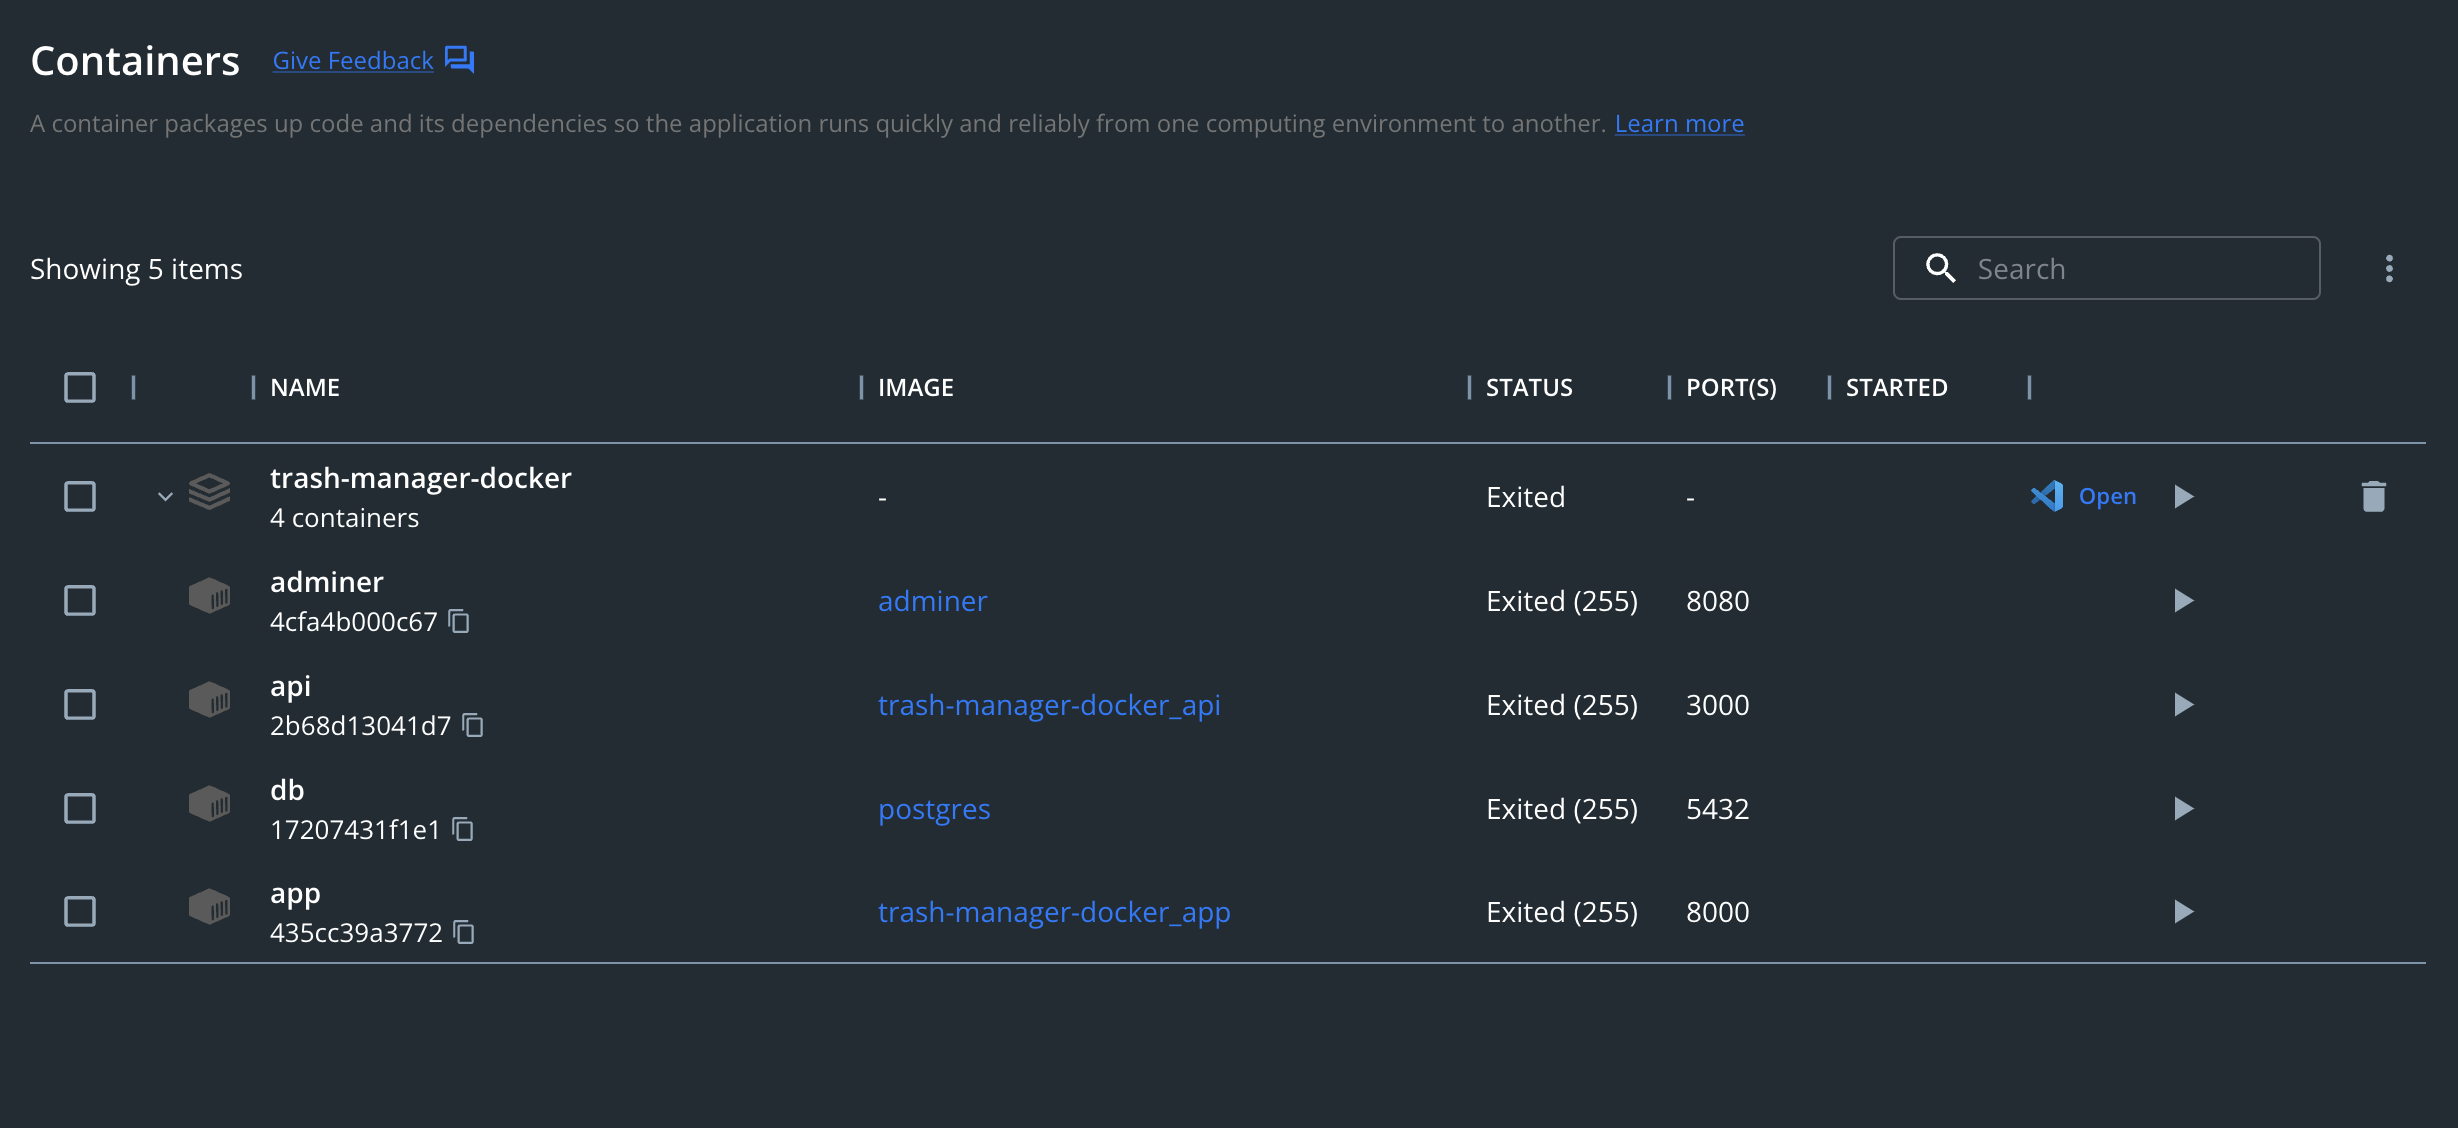 Containers Give Feedback
A container packages up code and its dependencies so the application runs quickly and reliably from one computing environment to another. Learn more
Showing 5 items
Search
NAME IMAGE STATUS PORT(S) STARTED
trash-manager-docker
4 containers
- Exited - Open
adminer
4cfa4b000c67
adminer Exited (255) 8080
api
2b68d13041d7
trash-manager-docker_api Exited (255) 3000
db
17207431f1e1
postgres Exited (255) 5432
app
435cc39a3772
trash-manager-docker_app Exited (255) 8000